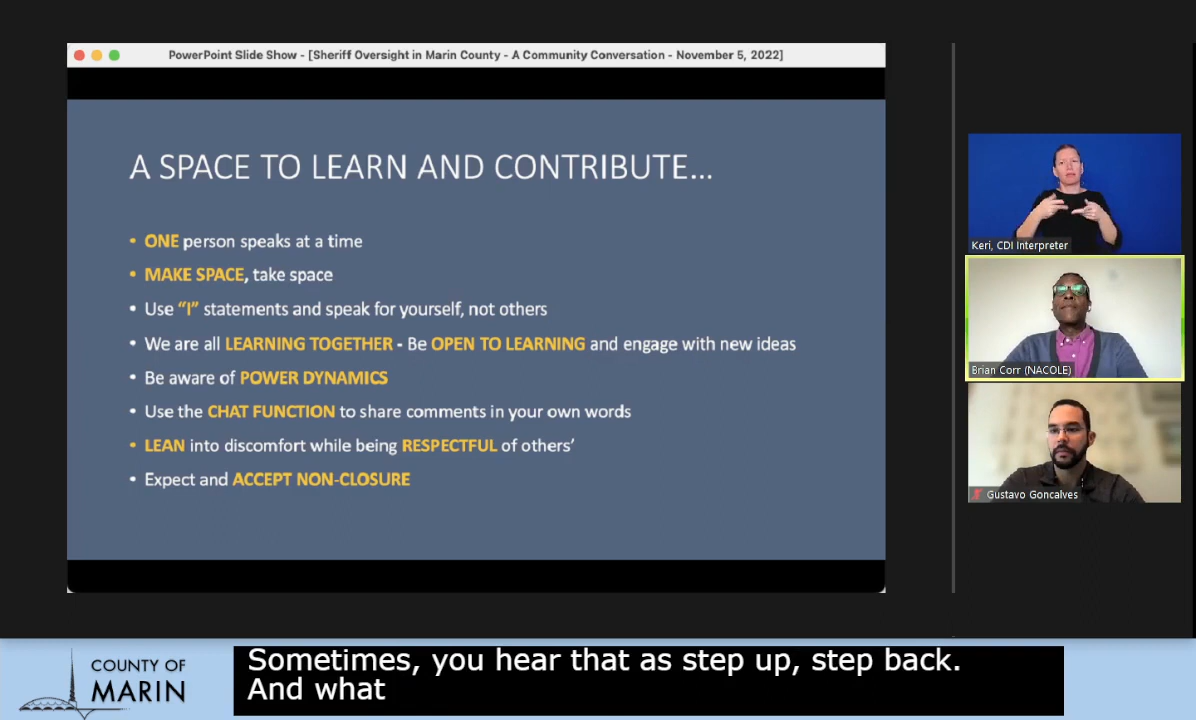 PowerPoint Slide Show - [Sheriff Oversight in Marin County - A Community Conversation - November 5, 2022]
A SPACE TO LEARN AND CONTRIBUTE...
• ONE person speaks at a time
• MAKE SPACE, take space
• Use “I” statements and speak for yourself, not others
• We are all LEARNING TOGETHER - Be OPEN TO LEARNING and engage with new ideas
• Be aware of POWER DYNAMICS
• Use the CHAT FUNCTION to share comments in your own words
• LEAN into discomfort while being RESPECTFUL of others’
• Expect and ACCEPT NON-CLOSURE
Keri, CDI Interpreter
Brian Corr (NACOLE)
Gustavo Goncalves
COUNTY OF
MARIN
Sometimes, you hear that as step up, step back.
And what